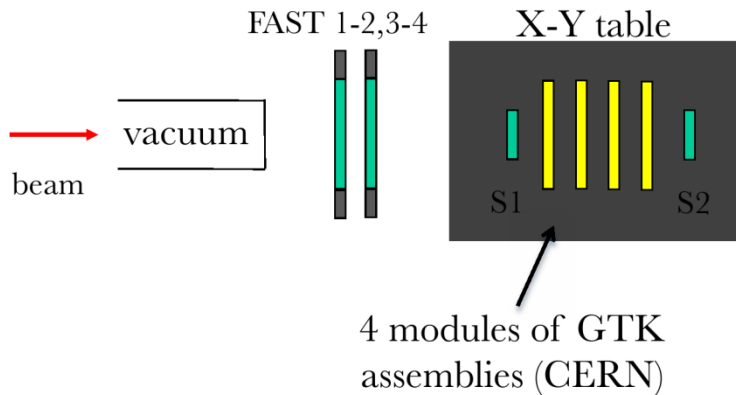 FAST 1-2,3-4
X-Y table
vacuum
beam
S1
S2
4 modules of GTK
assemblies (CERN)